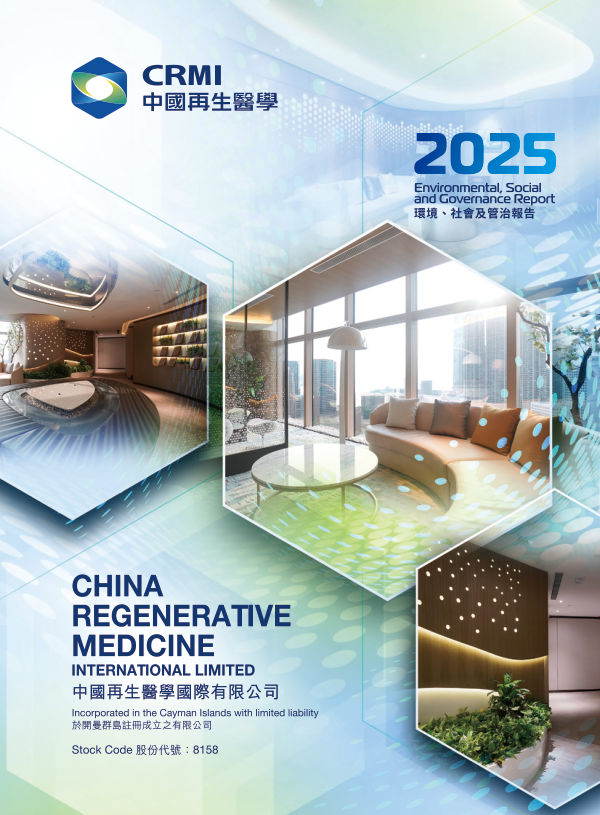 CRMI
中國再生醫學
2025
Environmental, Social
and Governance Report
環境、社會及管治報告
CHINA
REGENERATIVE
MEDICINE
INTERNATIONAL LIMITED
中國再生醫學國際有限公司
Incorporated in the Cayman Islands with limited liability
於開曼群島註冊成立之有限公司
Stock Code 股份代號：8158